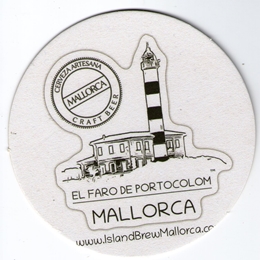 CERVEZA ARTESANA
MALLORCA
CRAFT BEER
EL FARO DE PORTOCOLOM
MALLORCA
www.IslandBrewMallorca.co